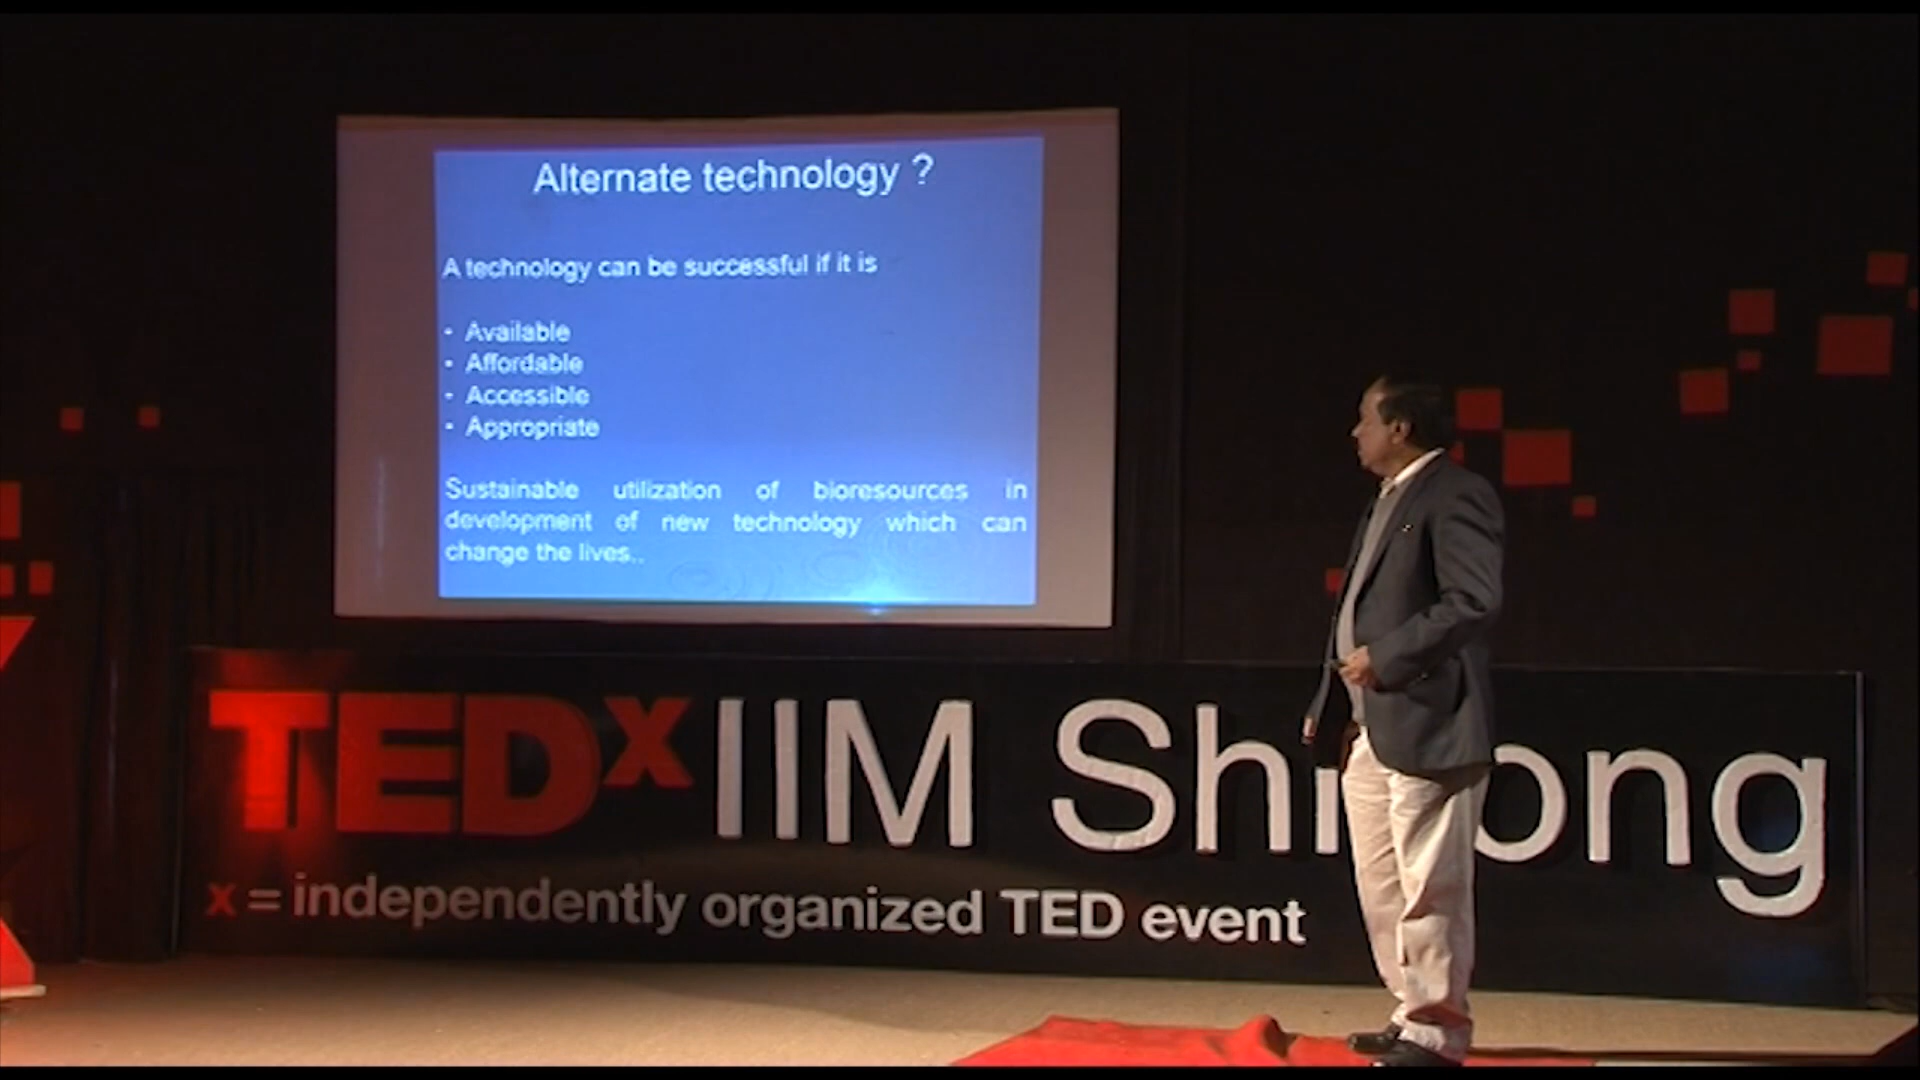 Alternate technology ?
A technology can be successful if it is
• Available
• Affordable
• Accessible
• Appropriate
Sustainable utilization of bioresources in
development of new technology which can
change the lives..
TEDx IIM Sh ong
x = independently organized TED event